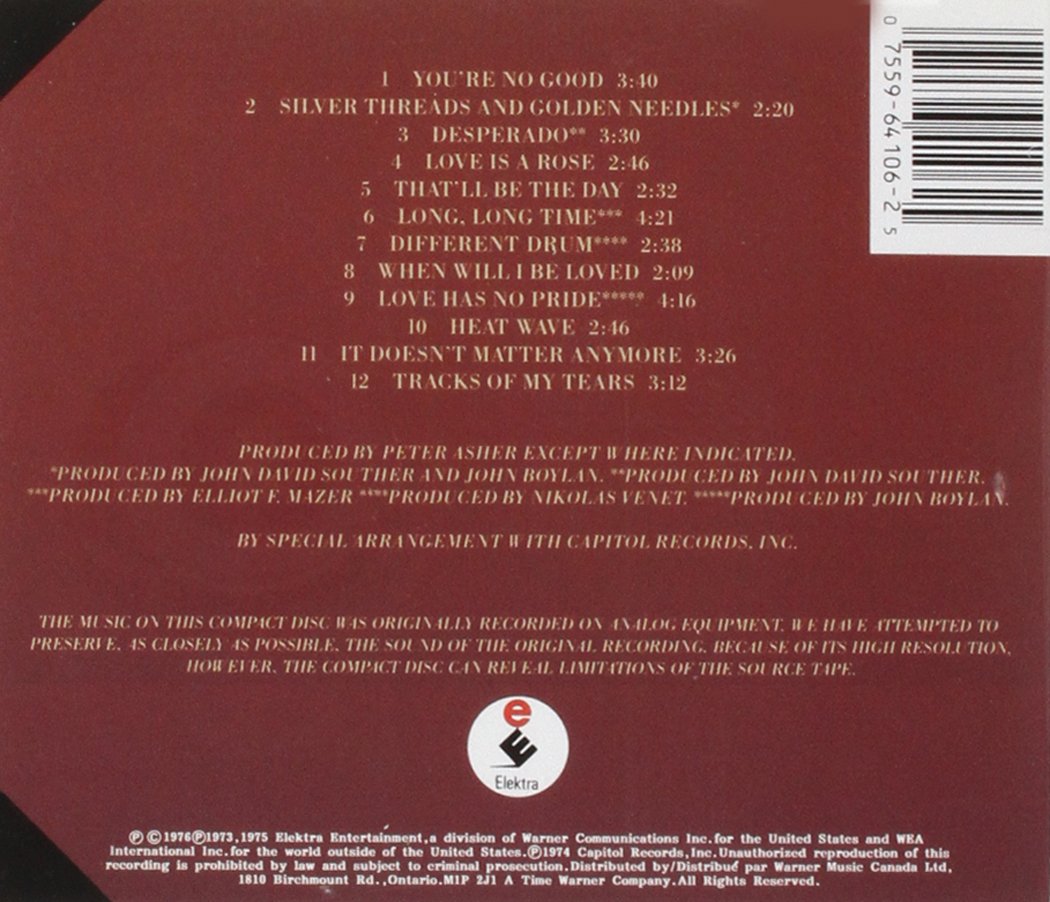 0 7559-64106-2 5
1 YOU'RE NO GOOD 3:40
2 SILVER THREADS AND GOLDEN NEEDLES* 2:20
3 DESPERADO** 3:30
4 LOVE IS A ROSE 2:46
5 THAT'LL BE THE DAY 2:32
6 LONG, LONG TIME*** 4:21
7 DIFFERENT DRUM**** 2:38
8 WHEN WILL I BE LOVED 2:09
9 LOVE HAS NO PRIDE***** 4:16
10 HEAT WAVE 2:46
11 IT DOESN'T MATTER ANYMORE 3:26
12 TRACKS OF MY TEARS 3:12
PRODUCED BY PETER ASHER EXCEPT WHERE INDICATED.
*PRODUCED BY JOHN DAVID SOUTHER AND JOHN BOYLAN. **PRODUCED BY JOHN DAVID SOUTHER.
***PRODUCED BY ELLIOT F. MAZER ****PRODUCED BY NIKOLAS VENET. *****PRODUCED BY JOHN BOYLAN.
BY SPECIAL ARRANGEMENT WITH CAPITOL RECORDS, INC.
THE MUSIC ON THIS COMPACT DISC WAS ORIGINALLY RECORDED ON ANALOG EQUIPMENT. WE HAVE ATTEMPTED TO
PRESERVE, AS CLOSELY AS POSSIBLE, THE SOUND OF THE ORIGINAL RECORDING. BECAUSE OF ITS HIGH RESOLUTION,
HOWEVER, THE COMPACT DISC CAN REVEAL LIMITATIONS OF THE SOURCE TAPE.
e
E
Elektra
Ⓟ © 1976 Ⓟ 1973, 1975 Elektra Entertainment, a division of Warner Communications Inc. for the United States and WEA
International Inc. for the world outside of the United States. Ⓟ 1974 Capitol Records, Inc. Unauthorized reproduction of this
recording is prohibited by law and subject to criminal prosecution. Distributed by/Distribué par Warner Music Canada Ltd,
1810 Birchmount Rd., Ontario. M1P 2J1 A Time Warner Company. All Rights Reserved.